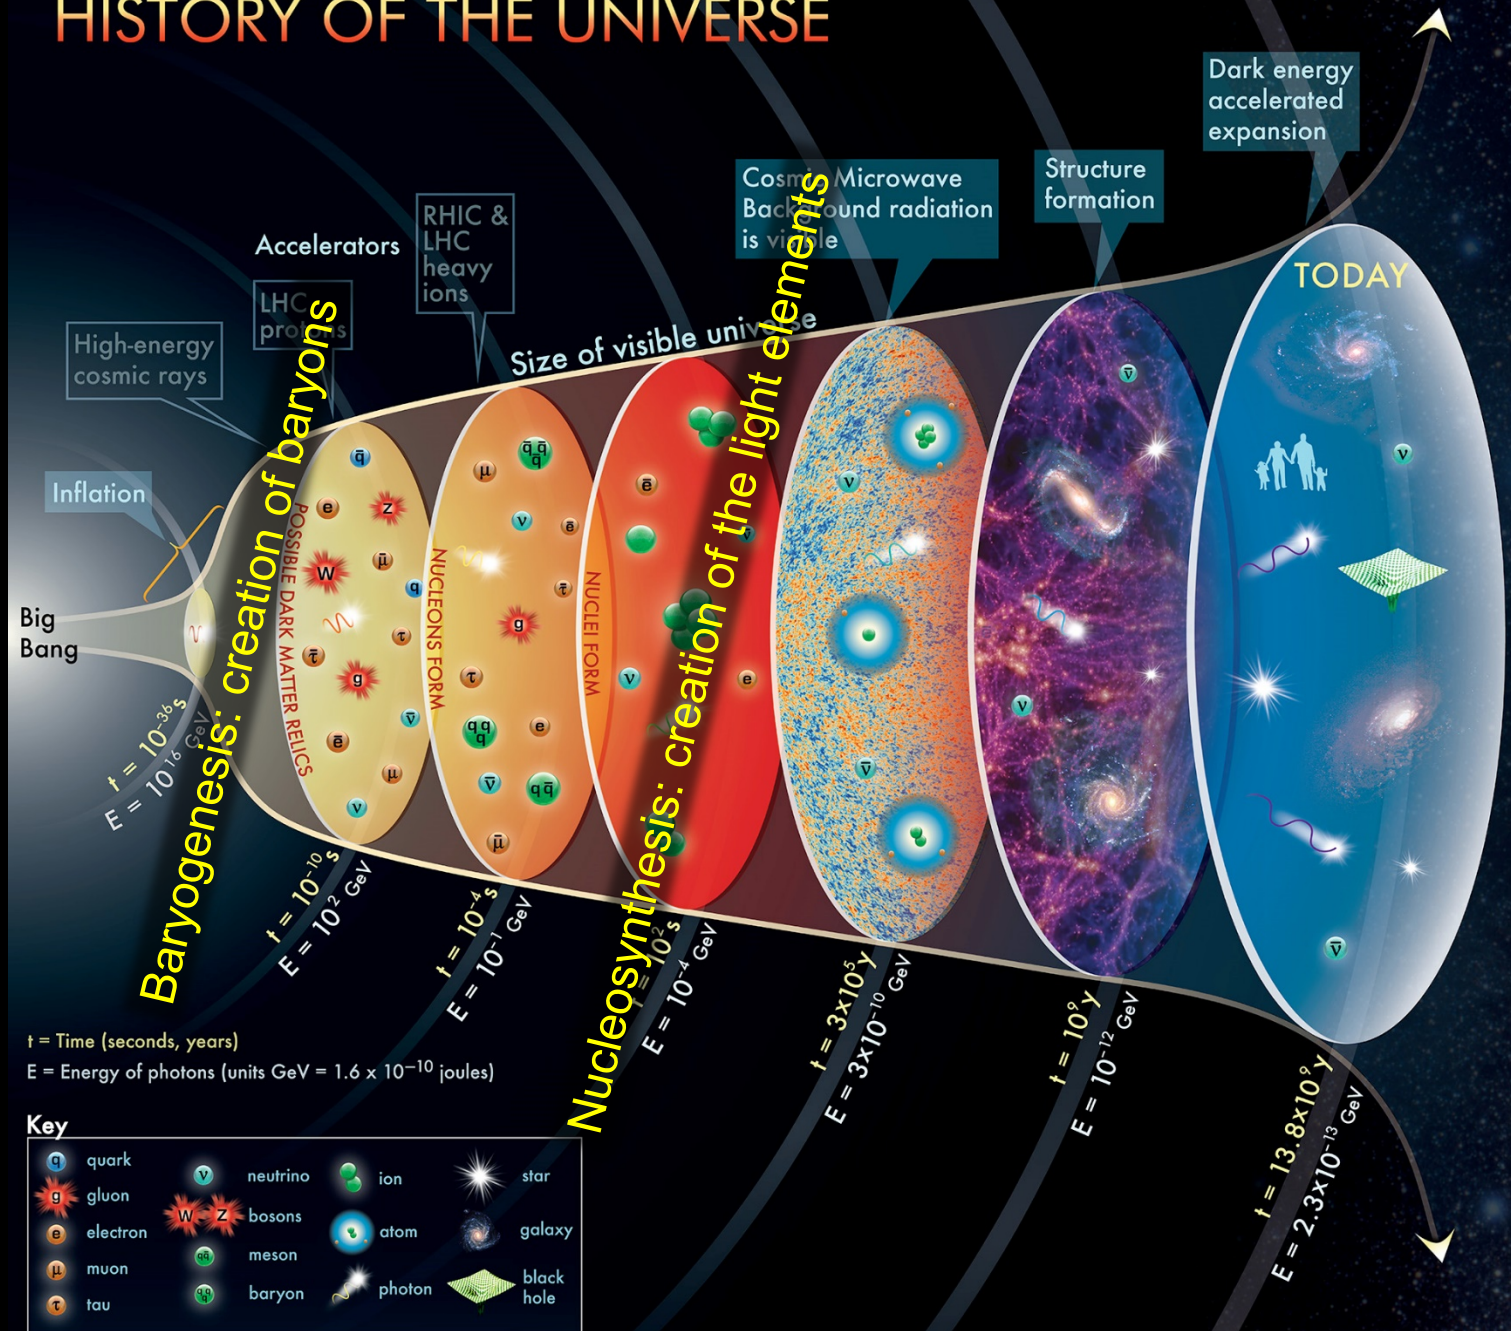 HISTORY OF THE UNIVERSE
Dark energy
accelerated
expansion
Structure
formation
Cosmic Microwave
Background radiation
is visible
RHIC &
LHC
heavy
ions
Accelerators
LHC
protons
High-energy
cosmic rays
Inflation
Size of visible universe
TODAY
Big
Bang
Baryogenesis: creation of baryons
Nucleosynthesis: creation of the light elements
POSSIBLE DARK MATTER RELICS
NUCLEONS FORM
NUCLEI FORM
q̄
e
z
μ̄
W
q
τ
τ̄
g
ν̄
ē
μ
ν
q̄q̄
q̄
μ
ν
ē
τ̄
g
τ
qq
q
e
ν̄
qq̄
μ̄
ē
ν
e
ν
ν̄
ν̄
ν
ν
ν̄
t = 10⁻³⁶ s
E = 10¹⁶ GeV
t = 10⁻¹⁰ s
E = 10² GeV
t = 10⁻⁴ s
E = 10⁻¹ GeV
t = 10² s
E = 10⁻⁴ GeV
t = 3x10⁵ y
E = 3x10⁻¹⁰ GeV
t = 10⁹ y
E = 10⁻¹² GeV
t = 13.8x10⁹ y
E = 2.3x10⁻¹³ GeV
t = Time (seconds, years)
E = Energy of photons (units GeV = 1.6 x 10⁻¹⁰ joules)
Key
q quark
g gluon
e electron
μ muon
τ tau
ν neutrino
W Z bosons
qq̄ meson
qq
q baryon
ion
atom
photon
star
galaxy
black
hole